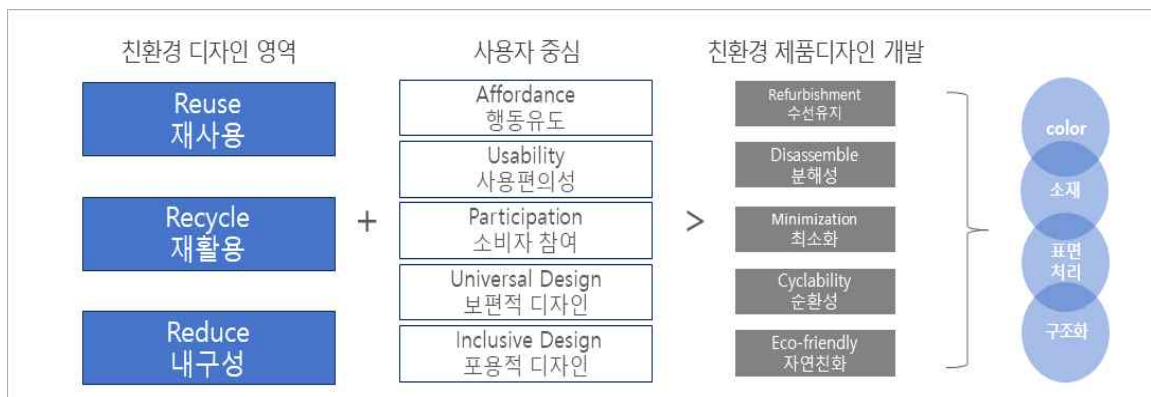 친환경 디자인 영역
Reuse
재사용
Recycle
재활용
Reduce
내구성
+
사용자 중심
Affordance
행동유도
Usability
사용편의성
Participation
소비자 참여
Universal Design
보편적 디자인
Inclusive Design
포용적 디자인
>
친환경 제품디자인 개발
Refurbishment
수선유지
Disassemble
분해성
Minimization
최소화
Cyclability
순환성
Eco-friendly
자연친화
color
소재
표면
처리
구조화